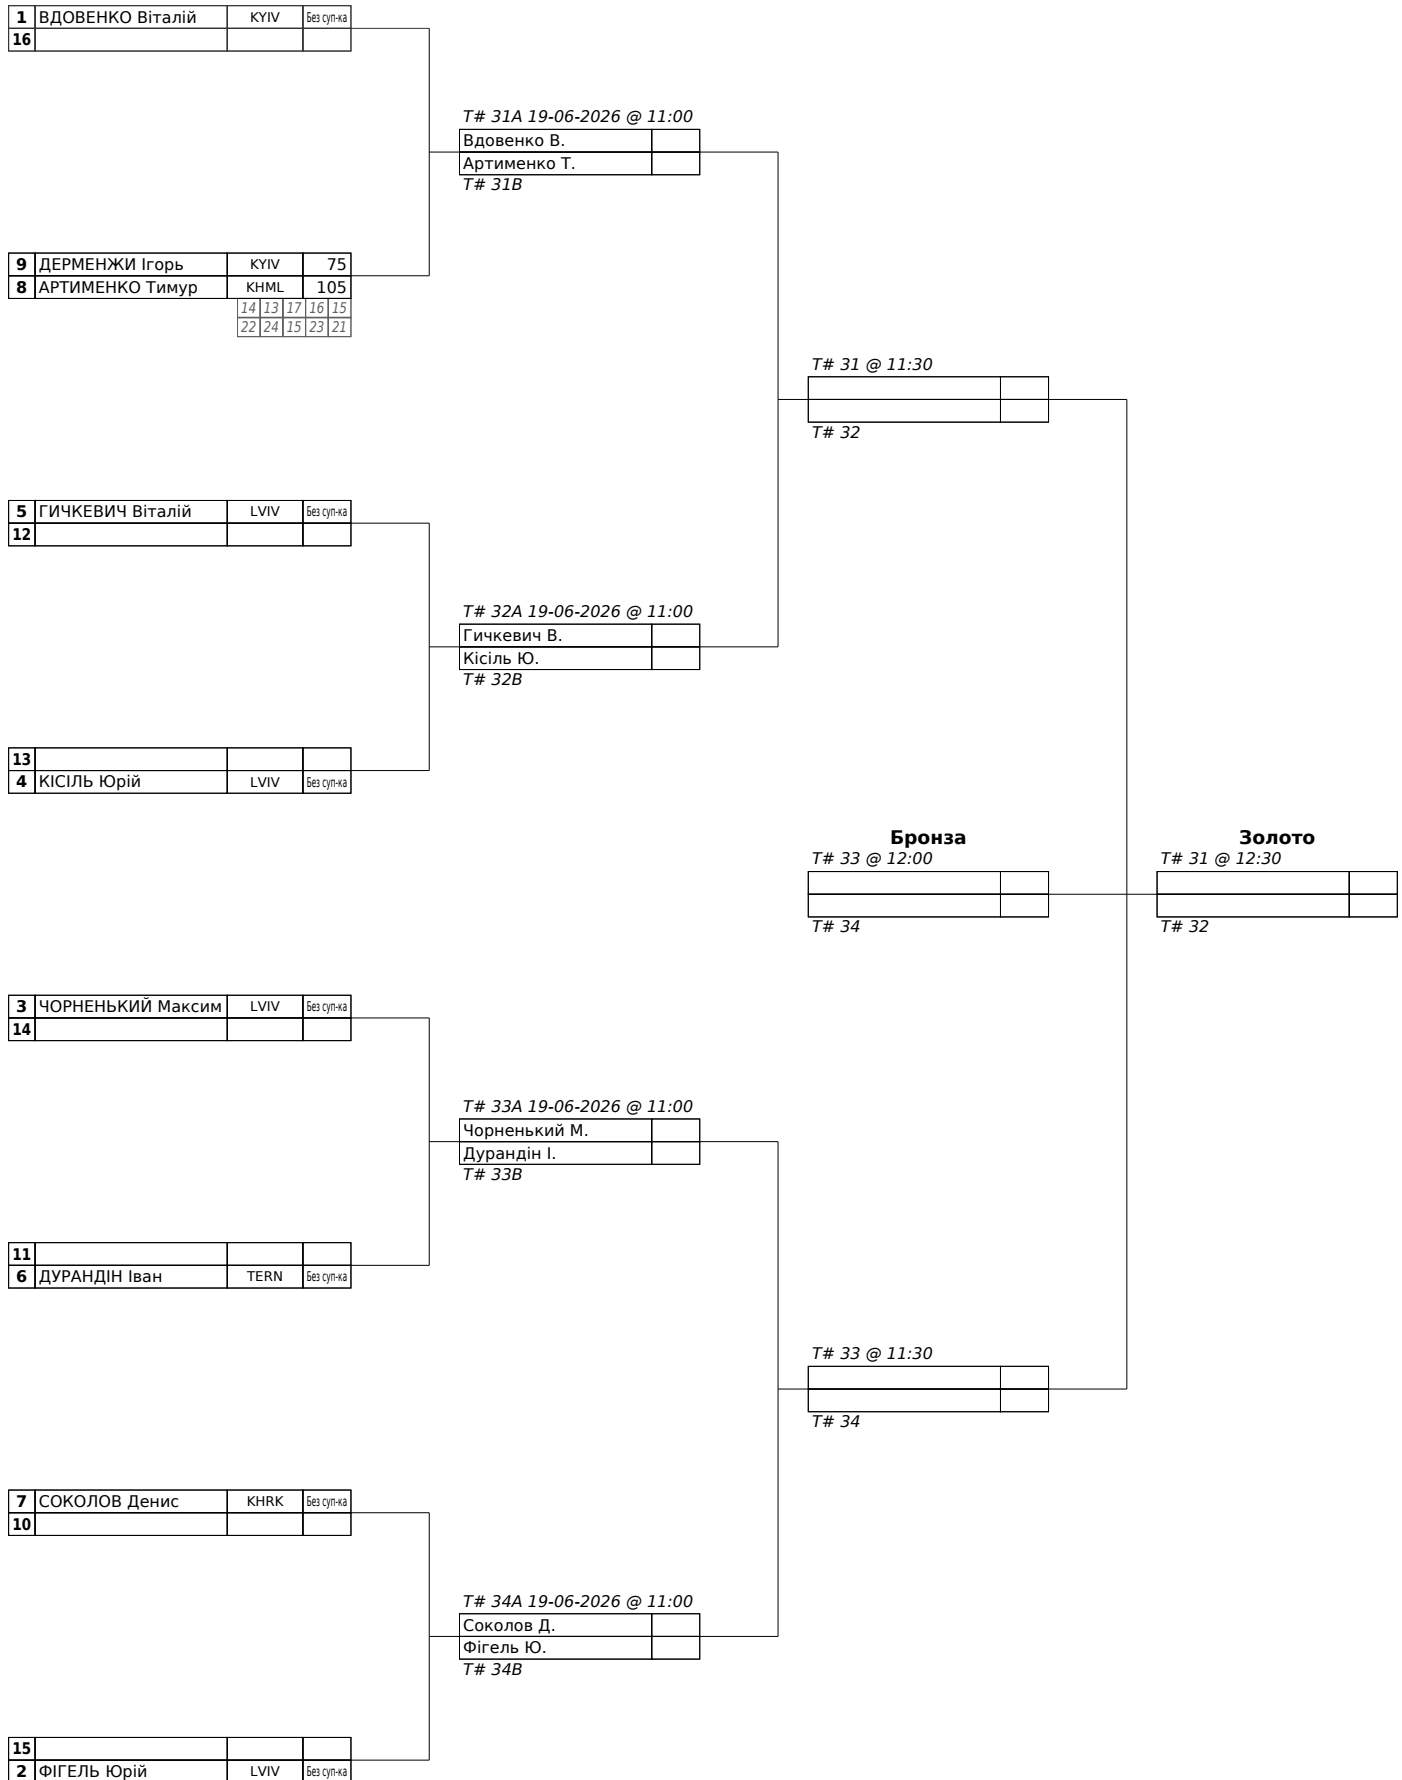 1 ВДОВЕНКО Віталій KYIV Без суп-ка
16
T# 31A 19-06-2026 @ 11:00
Вдовенко В.
Артименко Т.
T# 31B
9 ДЕРМЕНЖИ Ігорь KYIV 75
8 АРТИМЕНКО Тимур KHML 105
14 13 17 16 15
22 24 15 23 21
T# 31 @ 11:30
T# 32
5 ГИЧКЕВИЧ Віталій LVIV Без суп-ка
12
T# 32A 19-06-2026 @ 11:00
Гичкевич В.
Кісіль Ю.
T# 32B
13
4 КІСІЛЬ Юрій LVIV Без суп-ка
Бронза
T# 33 @ 12:00
T# 34
Золото
T# 31 @ 12:30
T# 32
3 ЧОРНЕНЬКИЙ Максим LVIV Без суп-ка
14
T# 33A 19-06-2026 @ 11:00
Чорненький М.
Дурандін І.
T# 33B
11
6 ДУРАНДІН Іван TERN Без суп-ка
T# 33 @ 11:30
T# 34
7 СОКОЛОВ Денис KHRK Без суп-ка
10
T# 34A 19-06-2026 @ 11:00
Соколов Д.
Фігель Ю.
T# 34B
15
2 ФІГЕЛЬ Юрій LVIV Без суп-ка